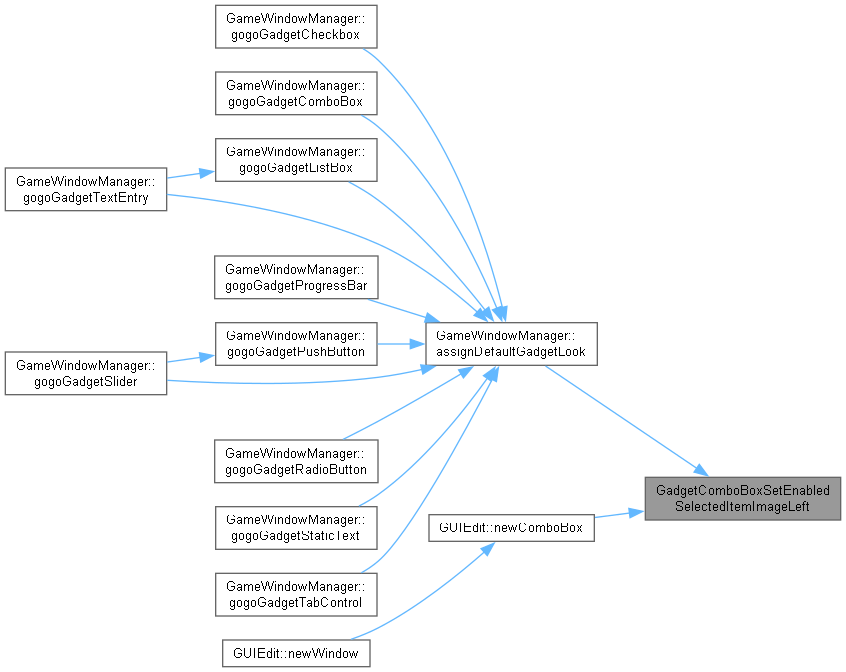 GameWindowManager::
gogoGadgetCheckbox
GameWindowManager::
gogoGadgetComboBox
GameWindowManager::
gogoGadgetListBox
GameWindowManager::
gogoGadgetTextEntry
GameWindowManager::
gogoGadgetProgressBar
GameWindowManager::
gogoGadgetPushButton
GameWindowManager::
assignDefaultGadgetLook
GameWindowManager::
gogoGadgetSlider
GameWindowManager::
gogoGadgetRadioButton
GadgetComboBoxSetEnabled
SelectedItemImageLeft
GameWindowManager::
gogoGadgetStaticText
GUIEdit::newComboBox
GameWindowManager::
gogoGadgetTabControl
GUIEdit::newWindow